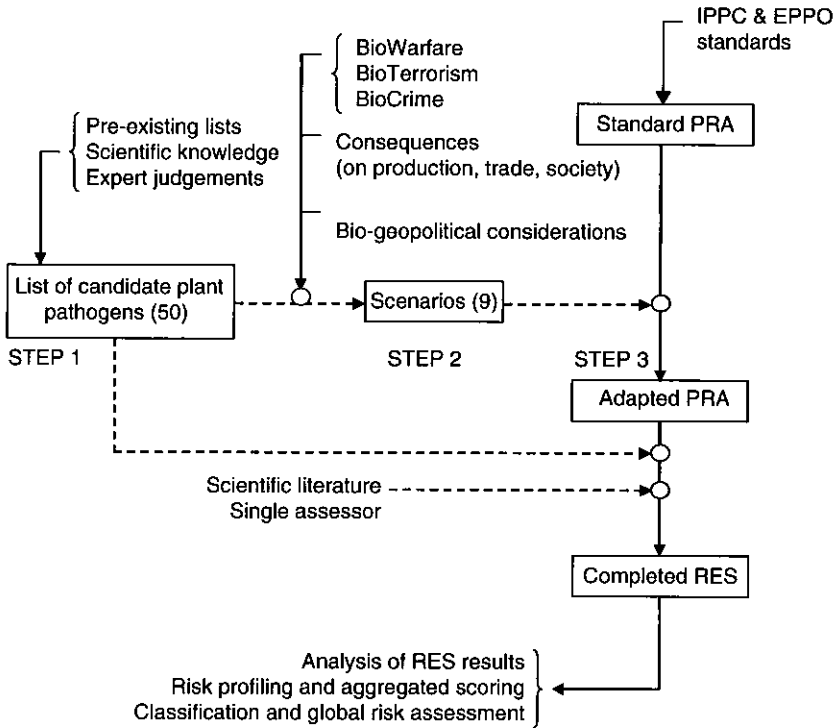 IPPC & EPPO
standards
BioWarfare
BioTerrorism
BioCrime
Standard PRA
Pre-existing lists
Scientific knowledge
Expert judgements
Consequences
(on production, trade, society)
Bio-geopolitical considerations
List of candidate plant
pathogens (50)
Scenarios (9)
STEP 1
STEP 2
STEP 3
Adapted PRA
Scientific literature
Single assessor
Completed RES
Analysis of RES results
Risk profiling and aggregated scoring
Classification and global risk assessment